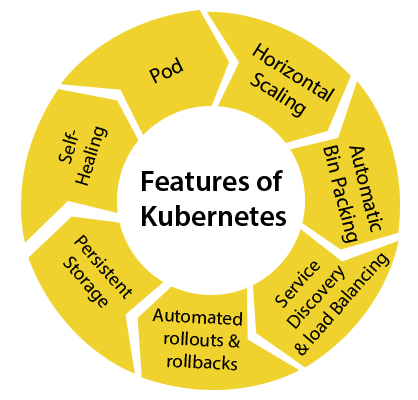 Features of
Kubernetes
Pod
Horizontal
Scaling
Automatic
Bin Packing
Service
Discovery
& load Balancing
Automated
rollouts &
rollbacks
Persistent
Storage
Self-
Healing